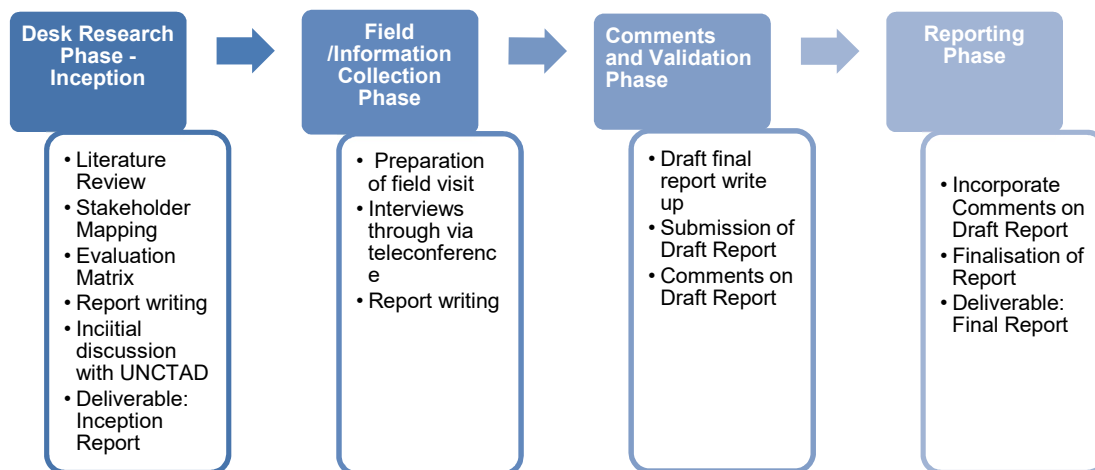 Desk Research
Phase -
Inception
• Literature
Review
• Stakeholder
Mapping
• Evaluation
Matrix
• Report writing
• Inciitial
discussion
with UNCTAD
• Deliverable:
Inception
Report
Field
/Information
Collection
Phase
• Preparation
of field visit
• Interviews
through via
teleconferenc
e
• Report writing
Comments
and Validation
Phase
• Draft final
report write
up
• Submission of
Draft Report
• Comments on
Draft Report
Reporting
Phase
• Incorporate
Comments on
Draft Report
• Finalisation of
Report
• Deliverable:
Final Report